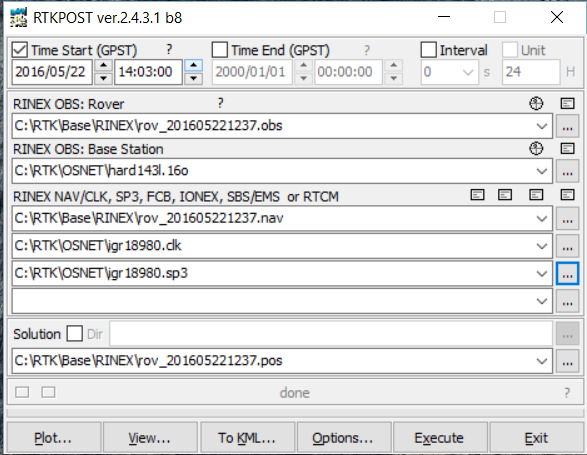 RTKPOST ver.2.4.3.1 b8
Time Start (GPST) ? Time End (GPST) ? Interval Unit
2016/05/22 14:03:00 2000/01/01 00:00:00 0 s 24 H
RINEX OBS: Rover ?
C:\RTK\Base\RINEX\rov_201605221237.obs ...
RINEX OBS: Base Station
C:\RTK\OSNET\hard143l.16o ...
RINEX NAV/CLK, SP3, FCB, IONEX, SBS/EMS or RTCM
C:\RTK\Base\RINEX\rov_201605221237.nav ...
C:\RTK\OSNET\igr18980.clk ...
C:\RTK\OSNET\igr18980.sp3 ...
...
Solution Dir ...
C:\RTK\Base\RINEX\rov_201605221237.pos ...
done ?
Plot... View... To KML... Options... Execute Exit